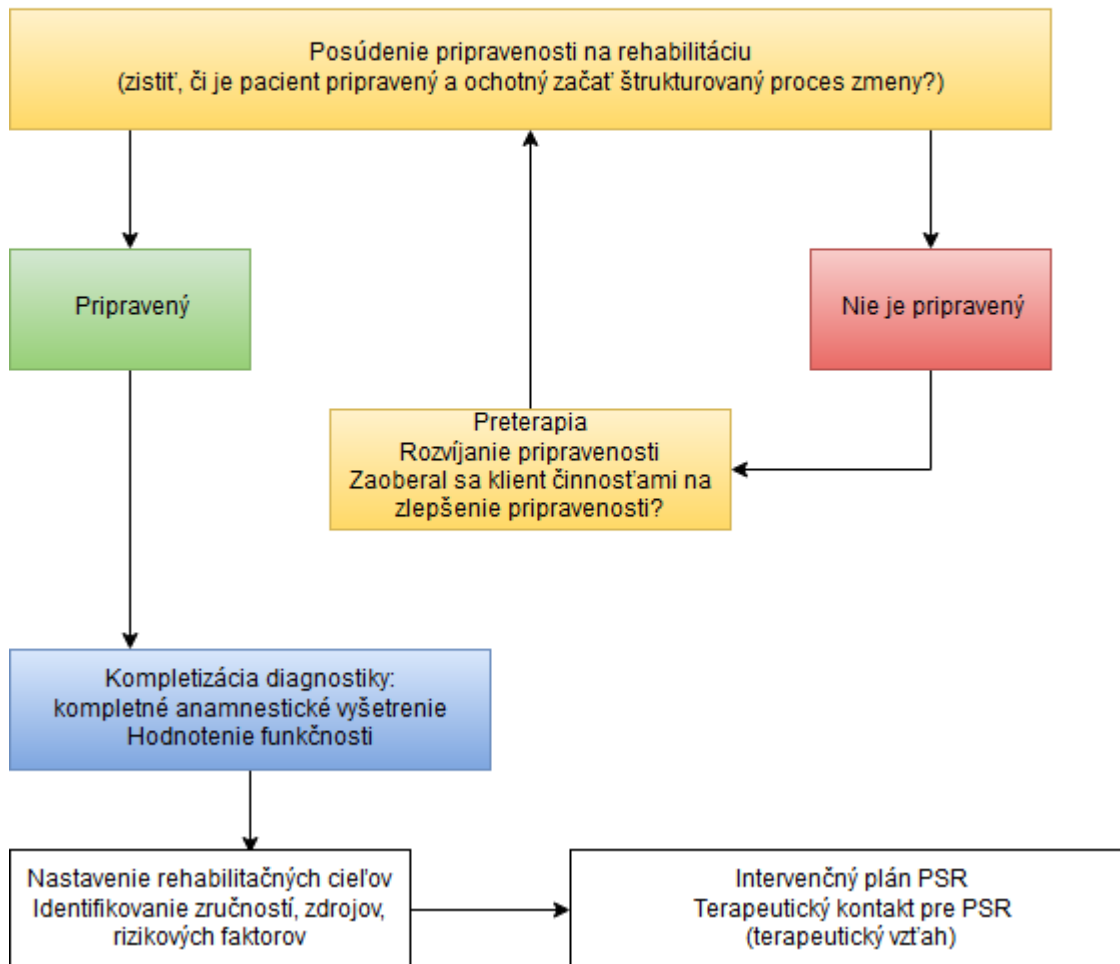 Posúdenie pripravenosti na rehabilitáciu
(zistiť, či je pacient pripravený a ochotný začať štrukturovaný proces zmeny?)
Pripravený
Nie je pripravený
Preterapia
Rozvíjanie pripravenosti
Zaoberal sa klient činnosťami na
zlepšenie pripravenosti?
Kompletizácia diagnostiky:
kompletné anamnestické vyšetrenie
Hodnotenie funkčnosti
Nastavenie rehabilitačných cieľov
Identifikovanie zručností, zdrojov,
rizikových faktorov
Intervenčný plán PSR
Terapeutický kontakt pre PSR
(terapeutický vzťah)